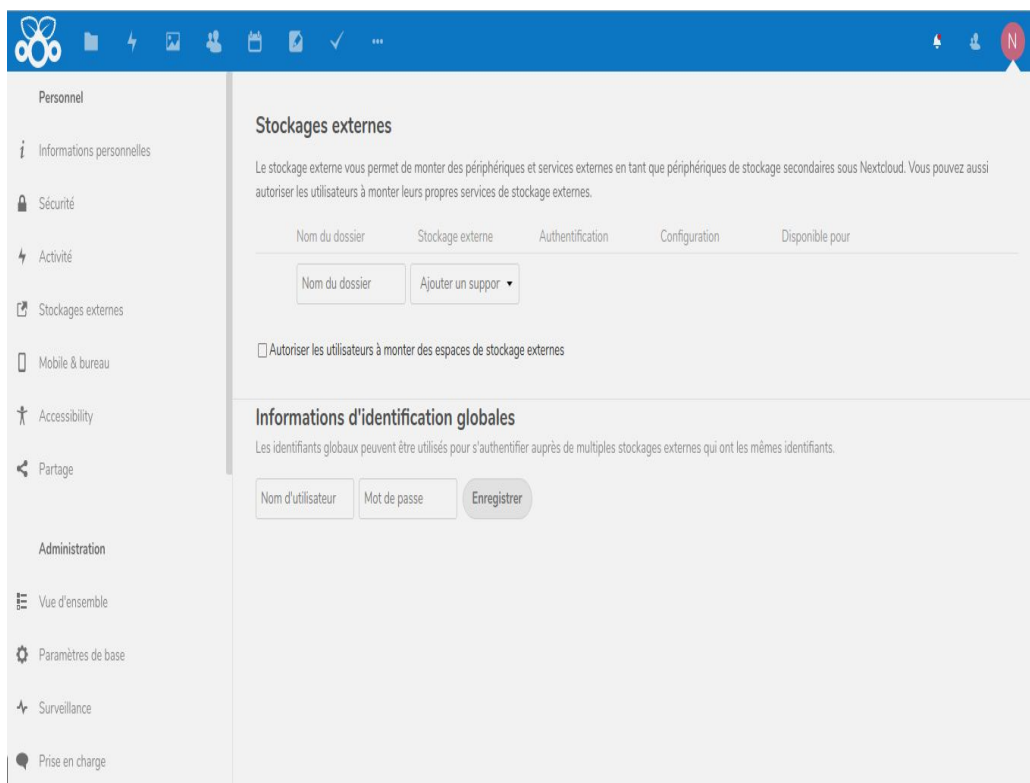 N
Personnel
Informations personnelles
Sécurité
Activité
Stockages externes
Mobile & bureau
Accessibility
Partage
Administration
Vue d'ensemble
Paramètres de base
Surveillance
Prise en charge
Stockages externes
Le stockage externe vous permet de monter des périphériques et services externes en tant que périphériques de stockage secondaires sous Nextcloud. Vous pouvez aussi
autoriser les utilisateurs à monter leurs propres services de stockage externes.
Nom du dossier Stockage externe Authentification Configuration Disponible pour
Nom du dossier Ajouter un suppor
Autoriser les utilisateurs à monter des espaces de stockage externes
Informations d'identification globales
Les identifiants globaux peuvent être utilisés pour s'authentifier auprès de multiples stockages externes qui ont les mêmes identifiants.
Nom d'utilisateur Mot de passe Enregistrer